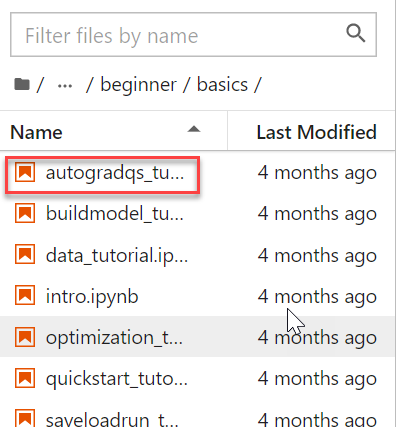 Filter files by name
/ ... / beginner / basics /
Name Last Modified
autogradqs_tu... 4 months ago
buildmodel_tu... 4 months ago
data_tutorial.ip... 4 months ago
intro.ipynb 4 months ago
optimization_t... 4 months ago
quickstart_tuto... 4 months ago
saveloadrun_t... 4 months ago